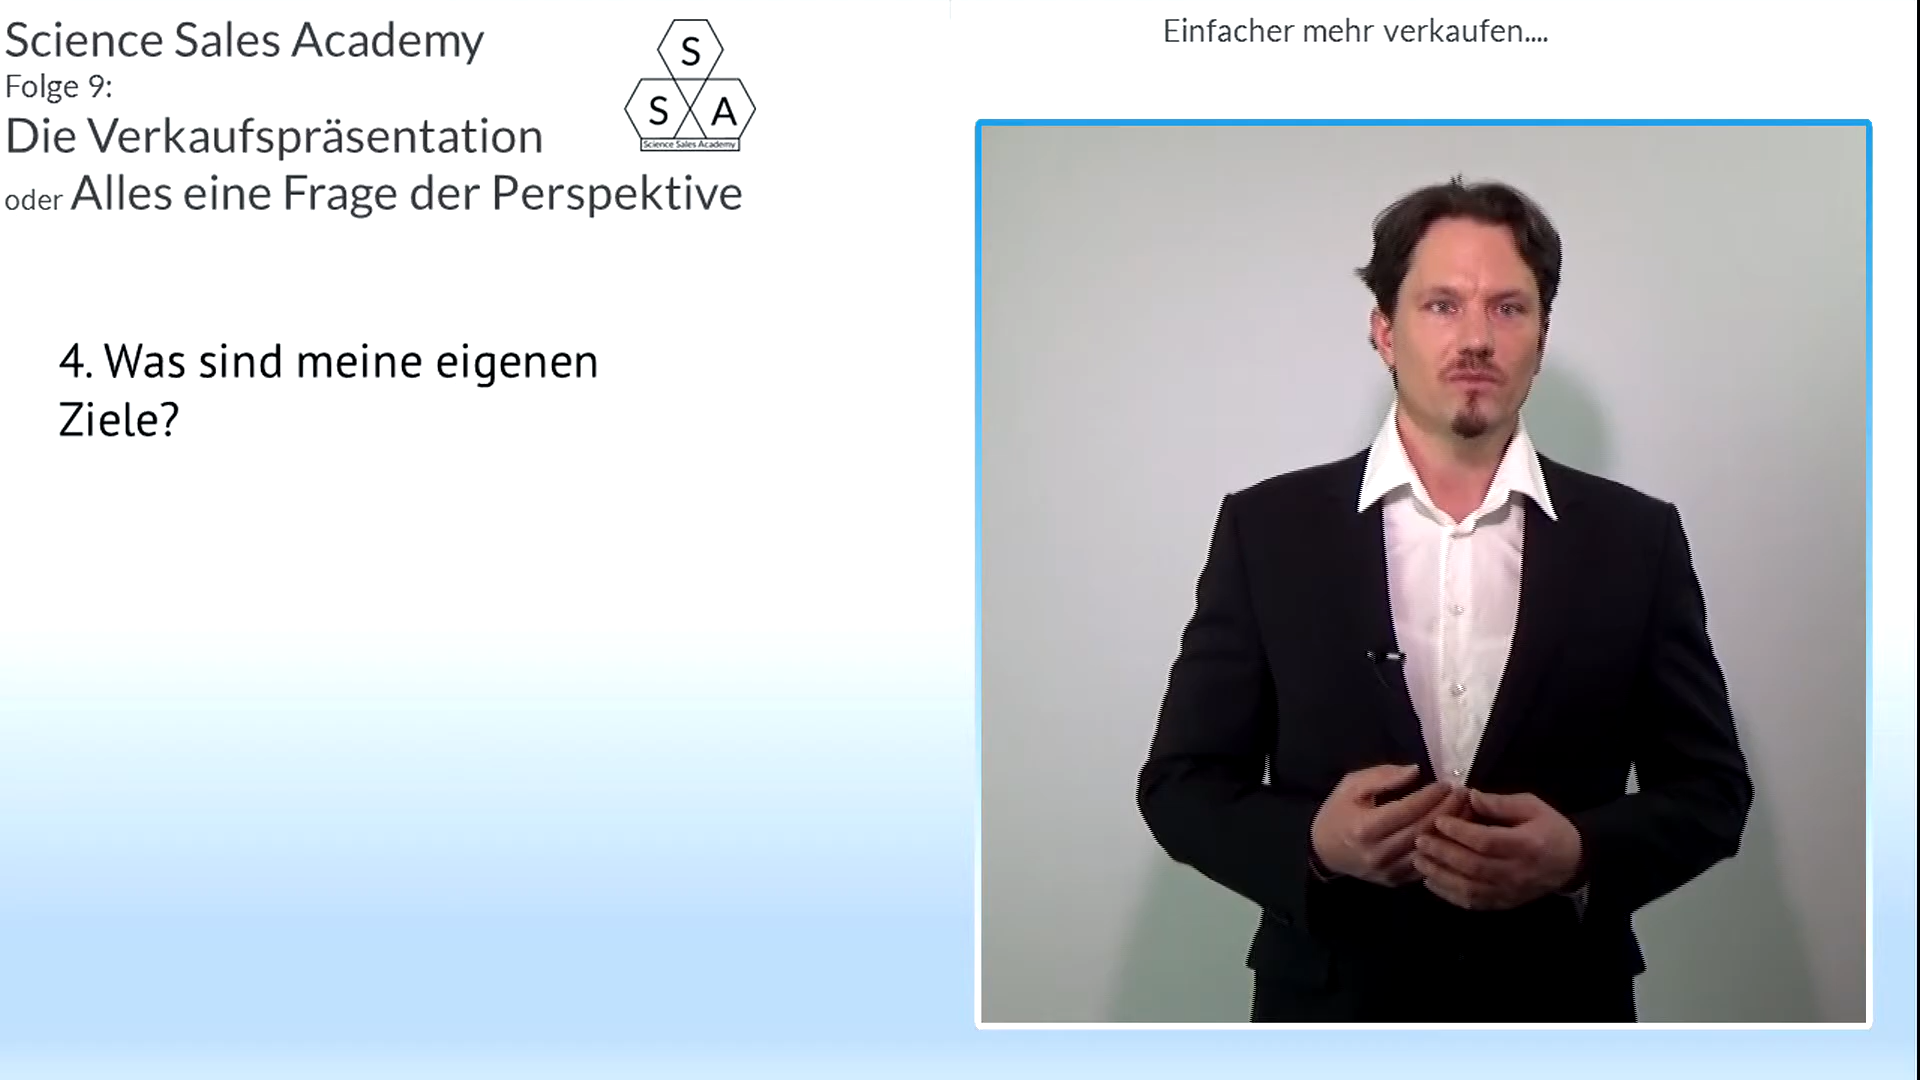 Science Sales Academy
Folge 9:
Die Verkaufspräsentation
oder Alles eine Frage der Perspektive
S
S A
Science Sales Academy
Einfacher mehr verkaufen....
4. Was sind meine eigenen
Ziele?